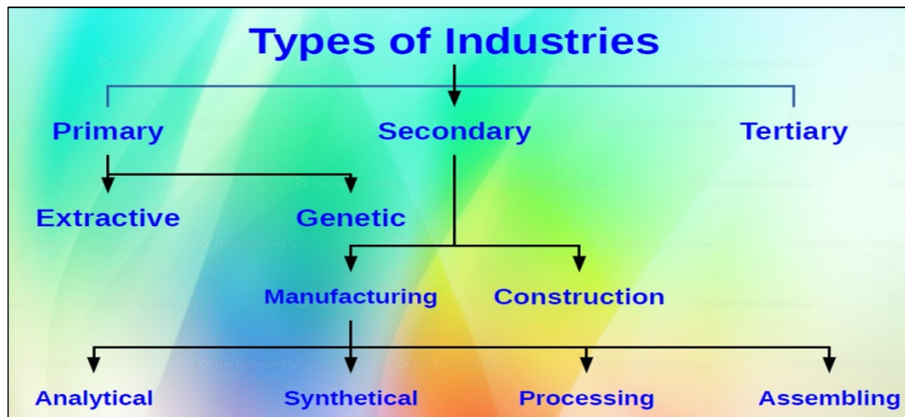 Types of Industries
Primary Secondary Tertiary
Extractive Genetic
Manufacturing Construction
Analytical Synthetical Processing Assembling